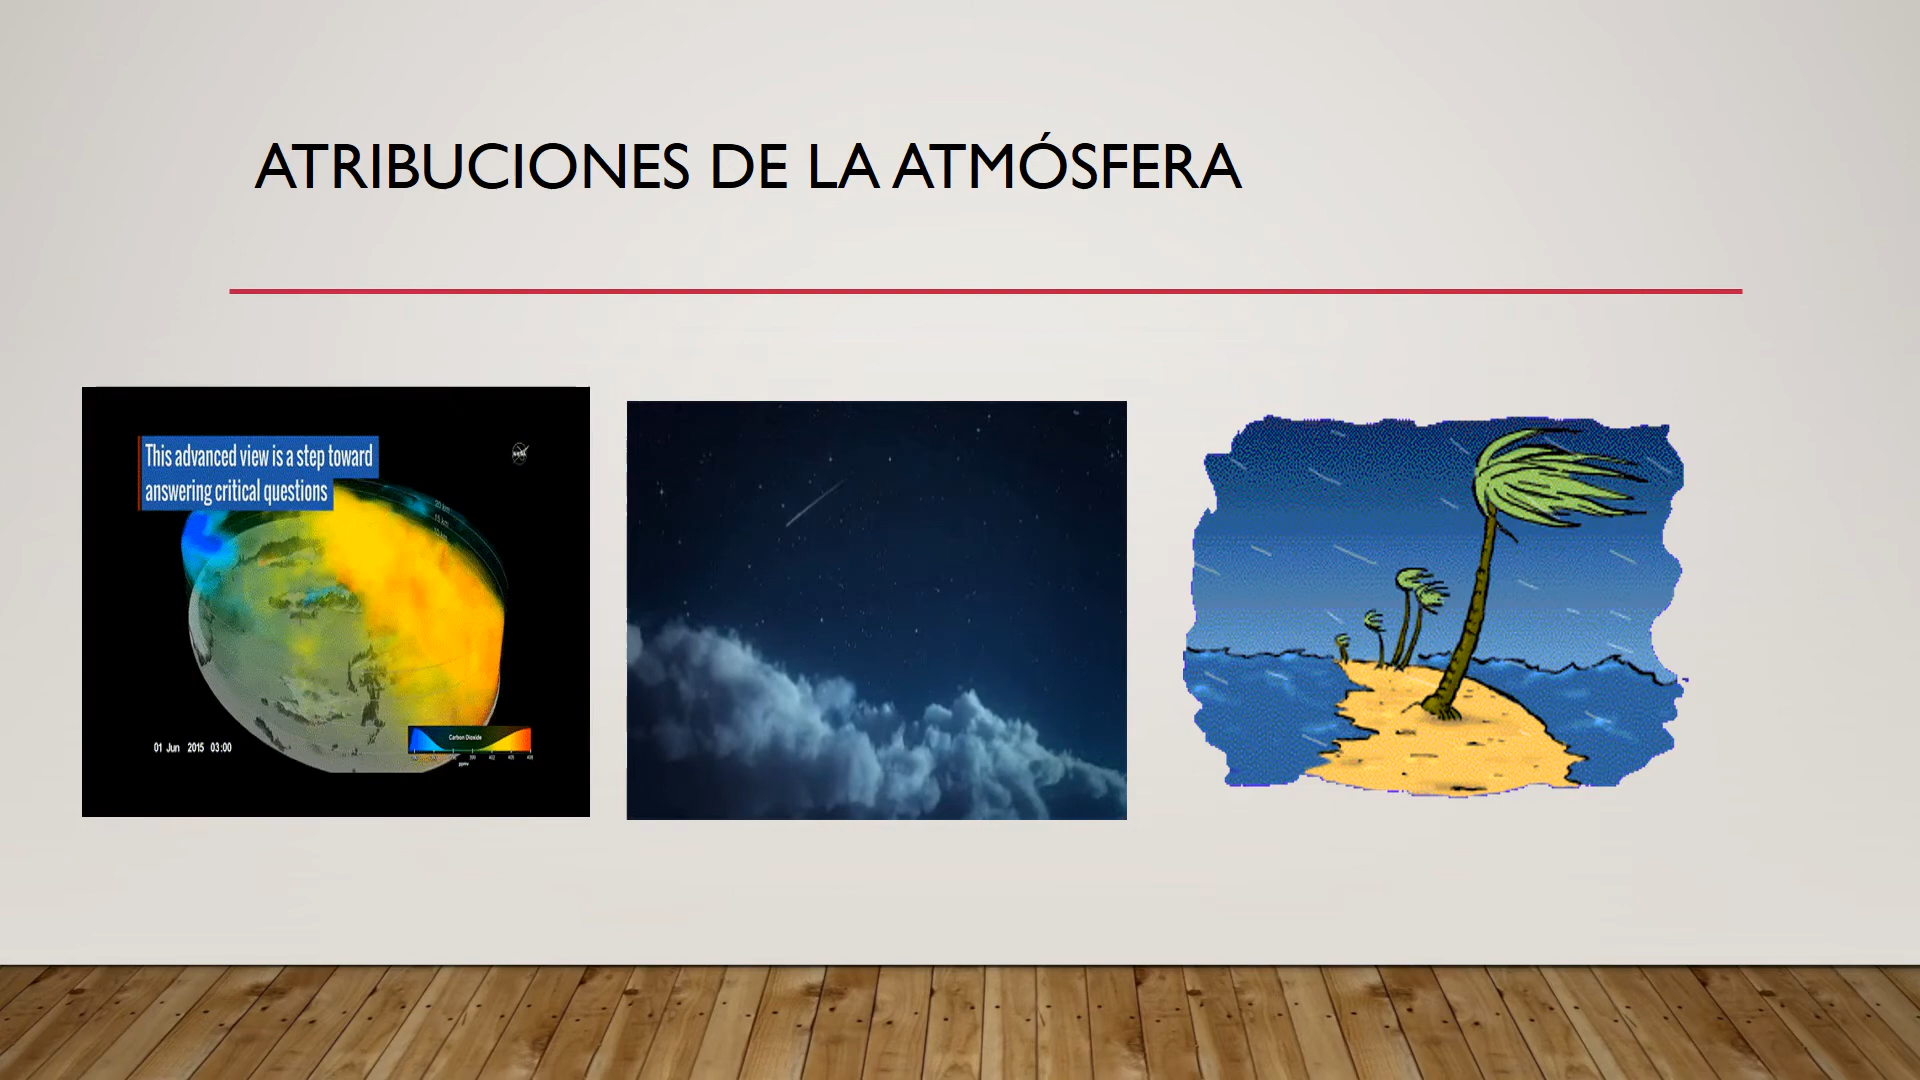 ATRIBUCIONES DE LA ATMÓSFERA
This advanced view is a step toward
answering critical questions
01 Jun 2015 03:00
Carbon Dioxide